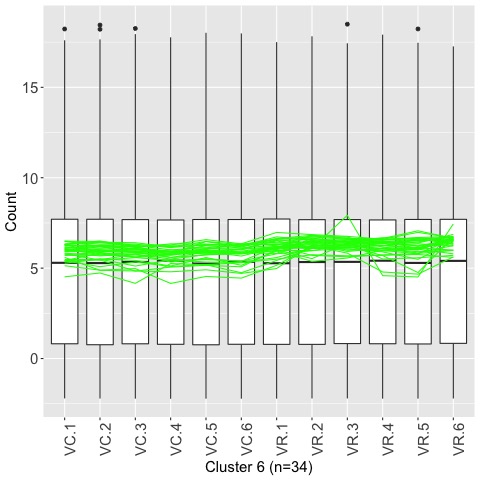 Count
15
10
5
0
VC.1
VC.2
VC.3
VC.4
VC.5
VC.6
VR.1
VR.2
VR.3
VR.4
VR.5
VR.6
Cluster 6 (n=34)